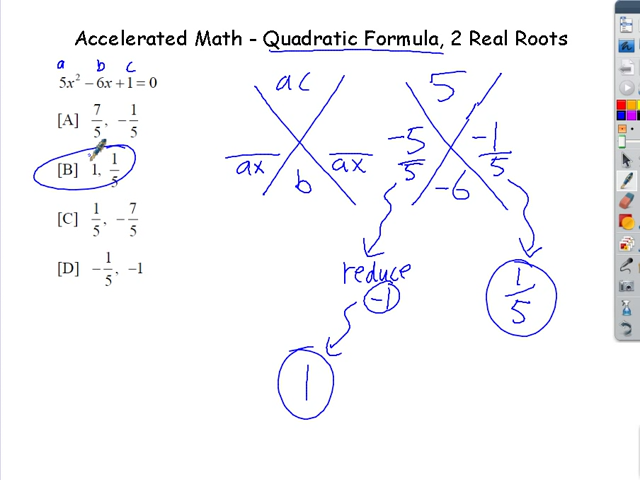 Accelerated Math - Quadratic Formula, 2 Real Roots
a b c
5x² − 6x + 1 = 0
[A] 7/5, −1/5
[B] 1, 1/5
[C] 1/5, −7/5
[D] −1/5, −1
ac
ax ax
b
5
−5/5 −1/5
−6
reduce
−1
1
1/5